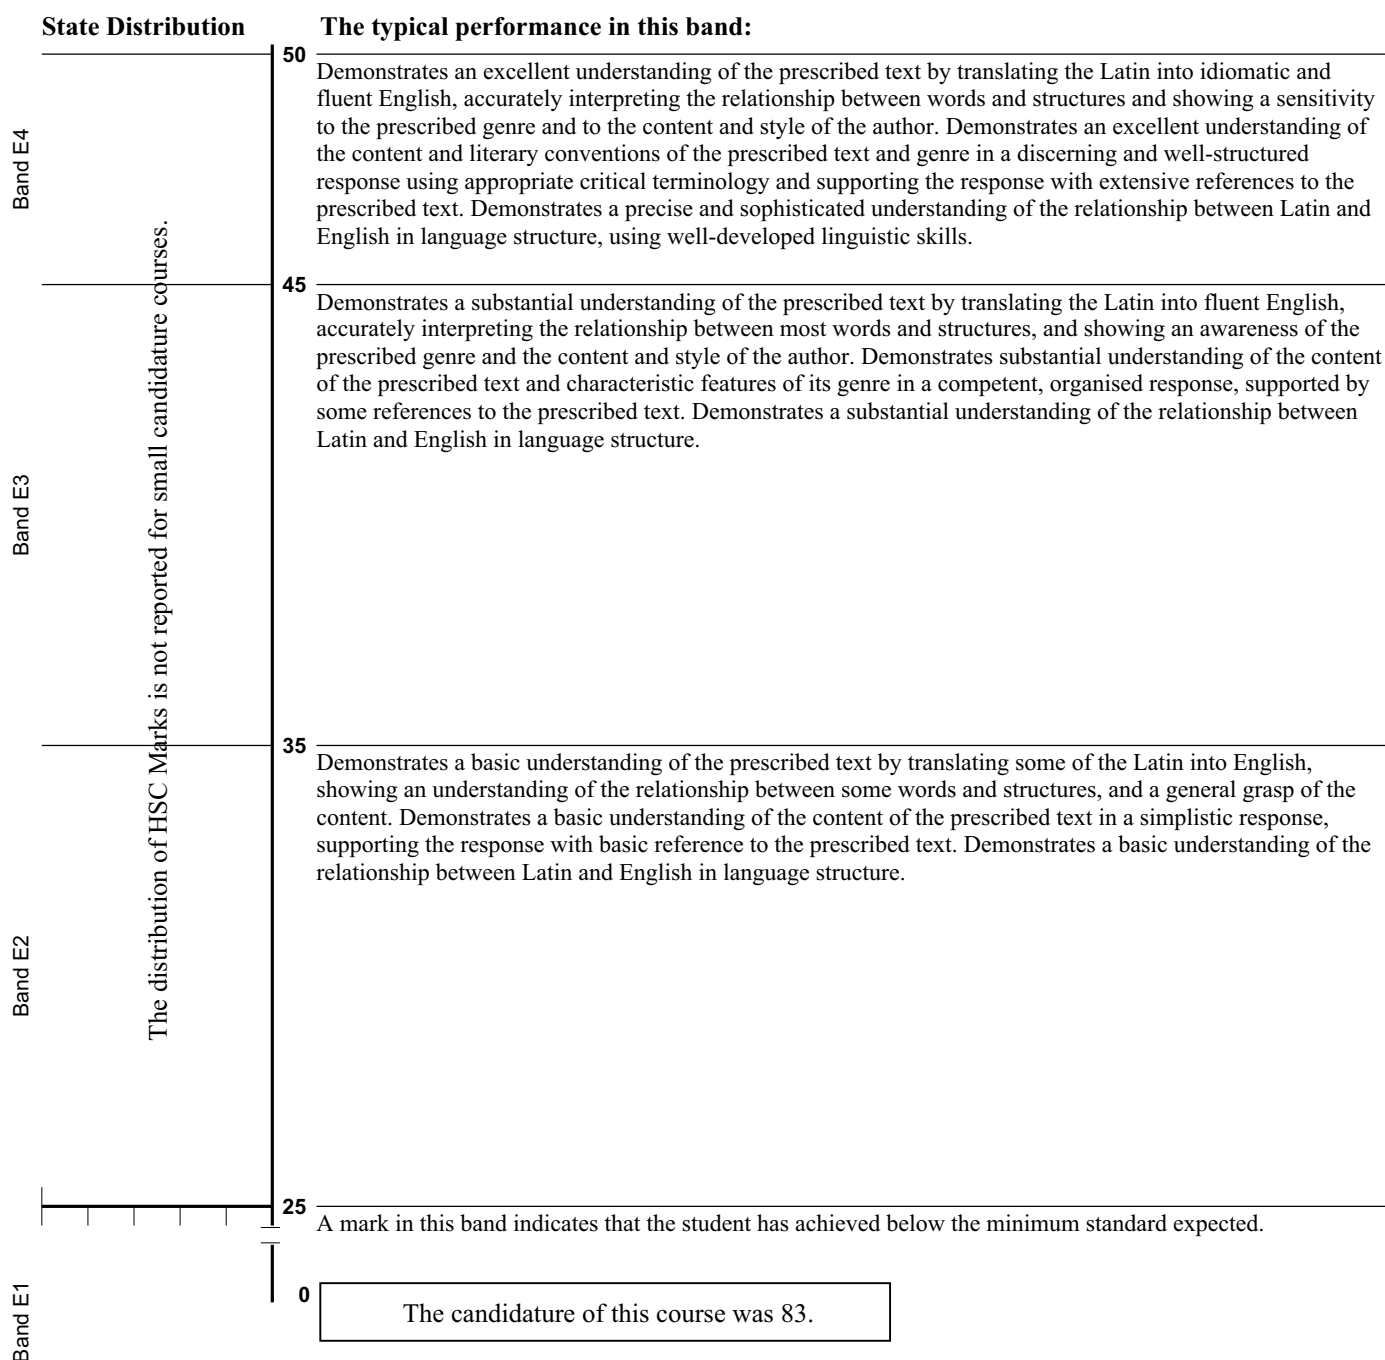 State Distribution
The typical performance in this band:
50
Demonstrates an excellent understanding of the prescribed text by translating the Latin into idiomatic and
fluent English, accurately interpreting the relationship between words and structures and showing a sensitivity
to the prescribed genre and to the content and style of the author. Demonstrates an excellent understanding of
the content and literary conventions of the prescribed text and genre in a discerning and well-structured
response using appropriate critical terminology and supporting the response with extensive references to the
prescribed text. Demonstrates a precise and sophisticated understanding of the relationship between Latin and
English in language structure, using well-developed linguistic skills.
Band E4
45
Demonstrates a substantial understanding of the prescribed text by translating the Latin into fluent English,
accurately interpreting the relationship between most words and structures, and showing an awareness of the
prescribed genre and the content and style of the author. Demonstrates substantial understanding of the content
of the prescribed text and characteristic features of its genre in a competent, organised response, supported by
some references to the prescribed text. Demonstrates a substantial understanding of the relationship between
Latin and English in language structure.
Band E3
The distribution of HSC Marks is not reported for small candidature courses.
35
Demonstrates a basic understanding of the prescribed text by translating some of the Latin into English,
showing an understanding of the relationship between some words and structures, and a general grasp of the
content. Demonstrates a basic understanding of the content of the prescribed text in a simplistic response,
supporting the response with basic reference to the prescribed text. Demonstrates a basic understanding of the
relationship between Latin and English in language structure.
Band E2
25
A mark in this band indicates that the student has achieved below the minimum standard expected.
Band E1
0
The candidature of this course was 83.